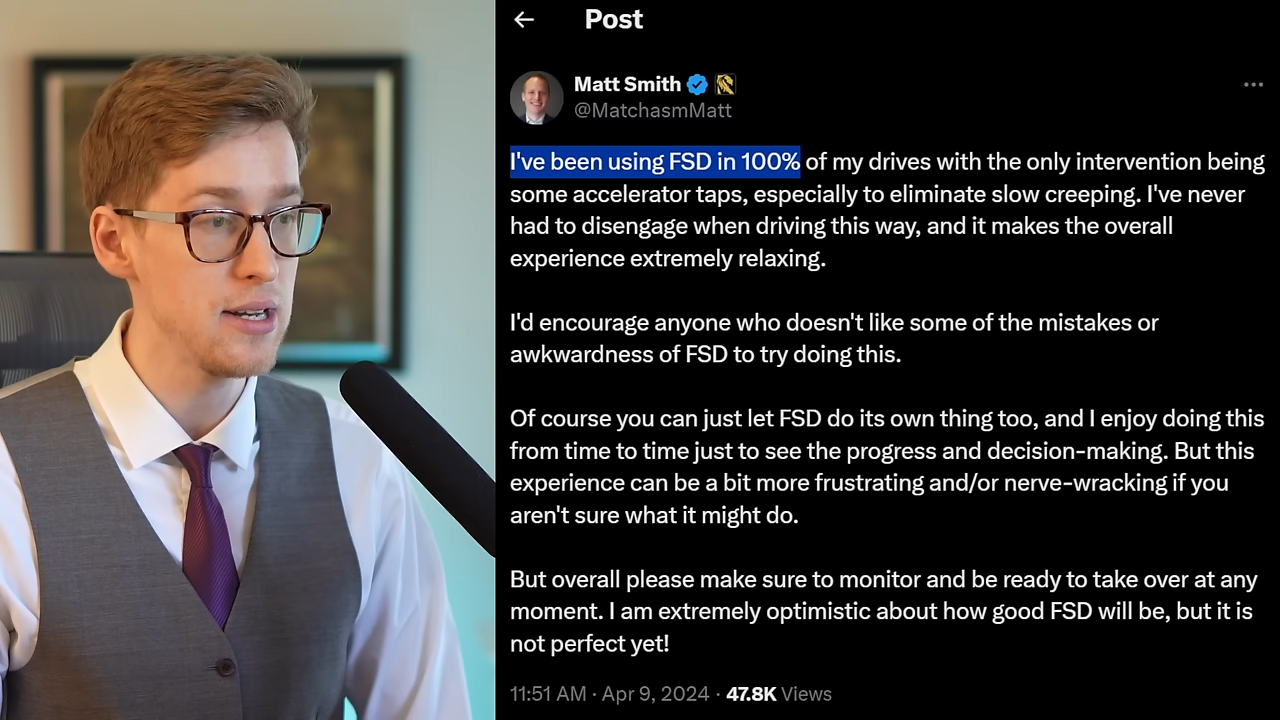 Post
Matt Smith
@MatchasmMatt
I've been using FSD in 100% of my drives with the only intervention being
some accelerator taps, especially to eliminate slow creeping. I've never
had to disengage when driving this way, and it makes the overall
experience extremely relaxing.
I'd encourage anyone who doesn't like some of the mistakes or
awkwardness of FSD to try doing this.
Of course you can just let FSD do its own thing too, and I enjoy doing this
from time to time just to see the progress and decision-making. But this
experience can be a bit more frustrating and/or nerve-wracking if you
aren't sure what it might do.
But overall please make sure to monitor and be ready to take over at any
moment. I am extremely optimistic about how good FSD will be, but it is
not perfect yet!
11:51 AM · Apr 9, 2024 · 47.8K Views